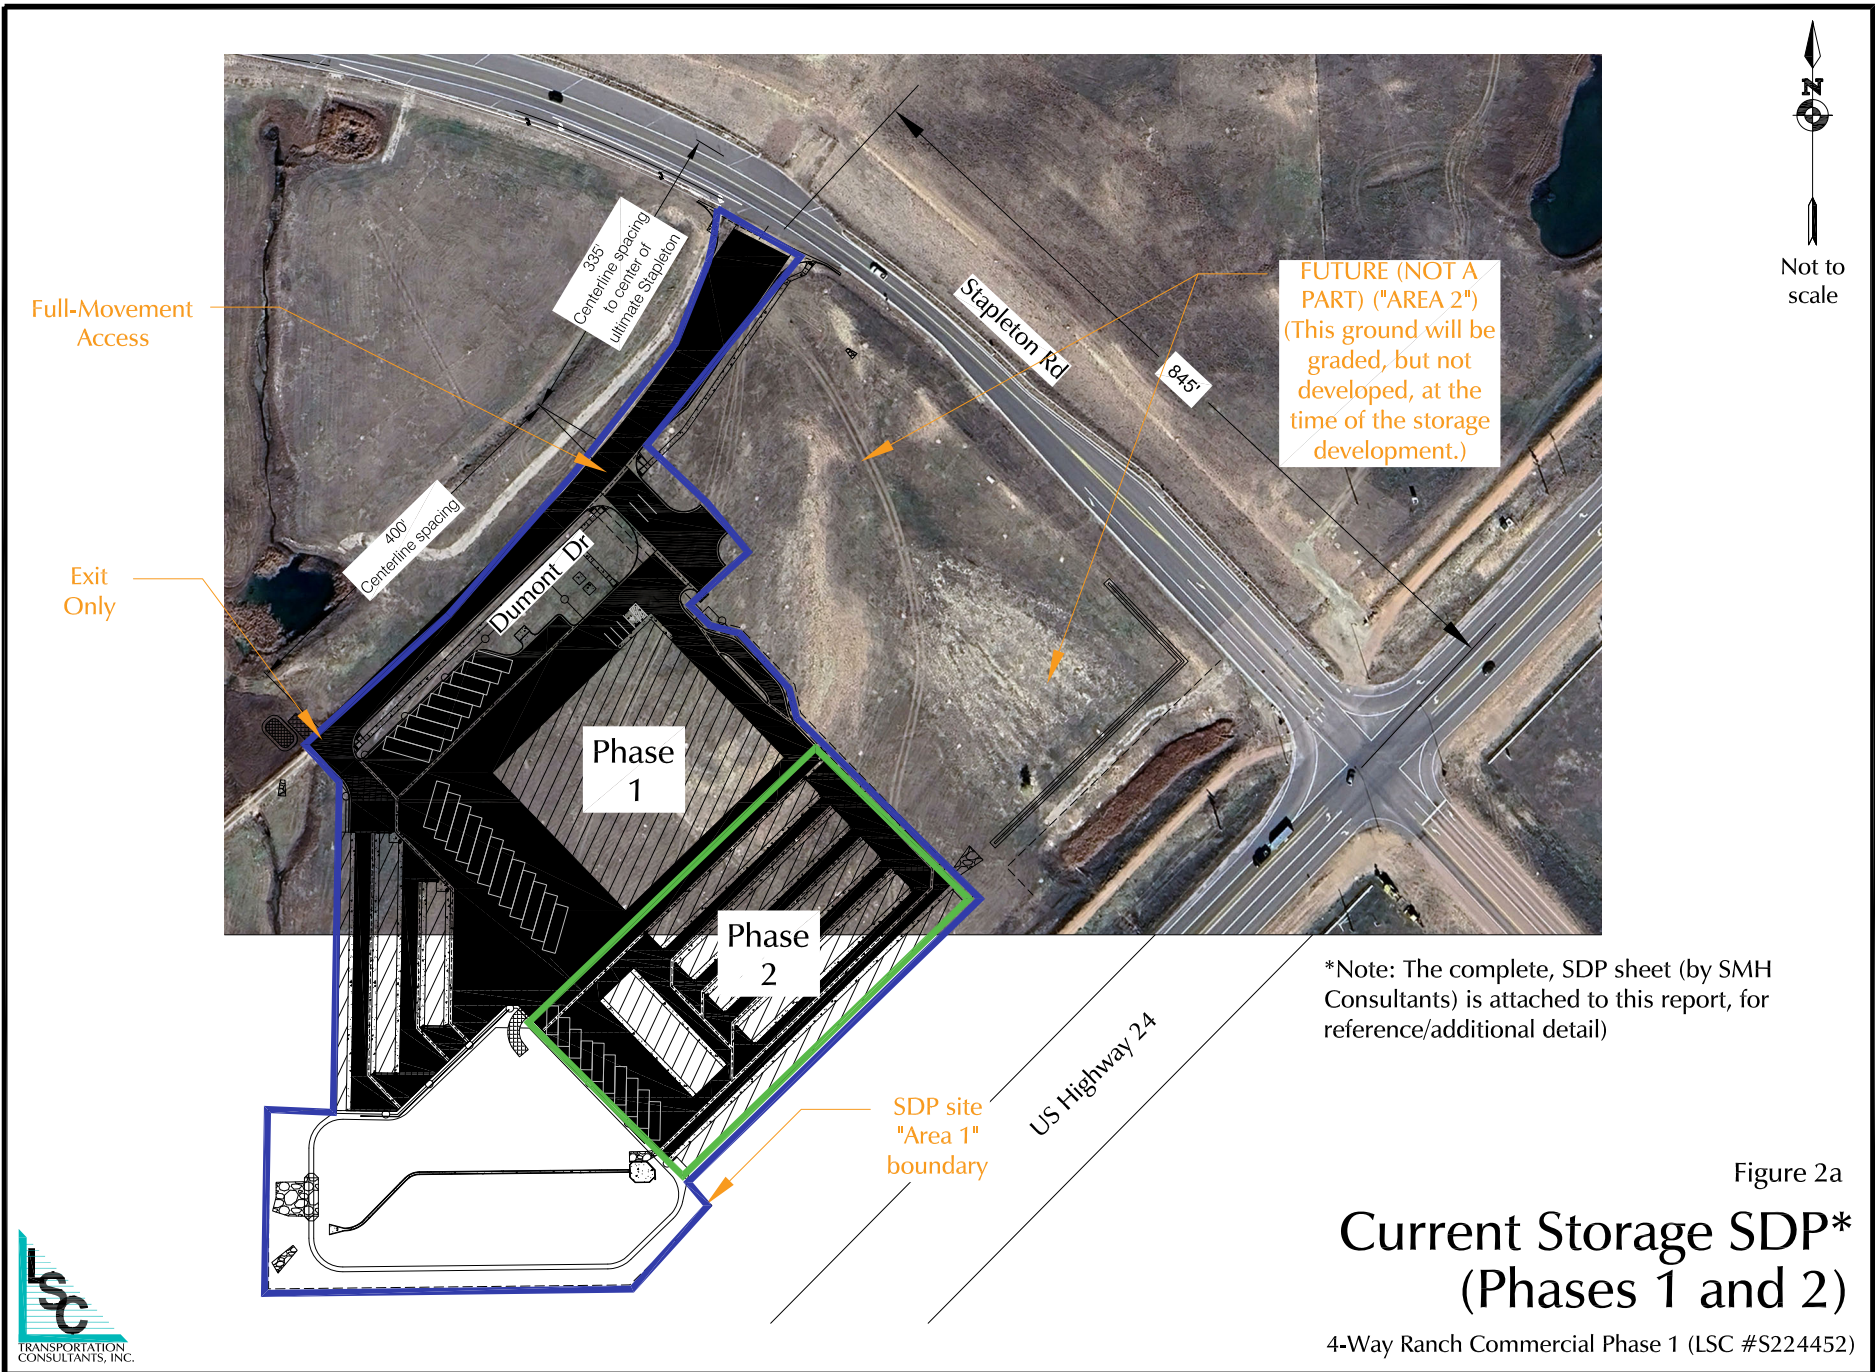 N
Not to
scale
335'
Centerline spacing
to center of
ultimate Stapleton
Full-Movement
Access
Stapleton Rd
845'
FUTURE (NOT A
PART) ("AREA 2")
(This ground will be
graded, but not
developed, at the
time of the storage
development.)
400'
Centerline spacing
Exit
Only
Dumont Dr
Phase
1
Phase
2
*Note: The complete, SDP sheet (by SMH
Consultants) is attached to this report, for
reference/additional detail)
US Highway 24
SDP site
"Area 1"
boundary
Figure 2a
Current Storage SDP*
(Phases 1 and 2)
4-Way Ranch Commercial Phase 1 (LSC #S224452)
LSC
TRANSPORTATION
CONSULTANTS, INC.